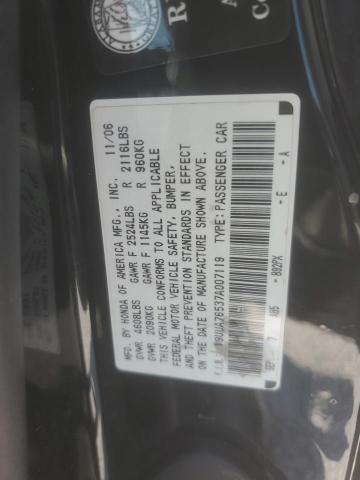 MFD. BY HONDA OF AMERICA MFG., INC. 11/06
GVWR 4608LBS GAWR F 2524LBS R 2116LBS
GVWR 2090KG GAWR F 1145KG R 960KG
THIS VEHICLE CONFORMS TO ALL APPLICABLE
FEDERAL MOTOR VEHICLE SAFETY, BUMPER,
AND THEFT PREVENTION STANDARDS IN EFFECT
ON THE DATE OF MANUFACTURE SHOWN ABOVE.
V.I.N. 19UUA76537A007119 TYPE: PASSENGER CAR
E - A
B92PX